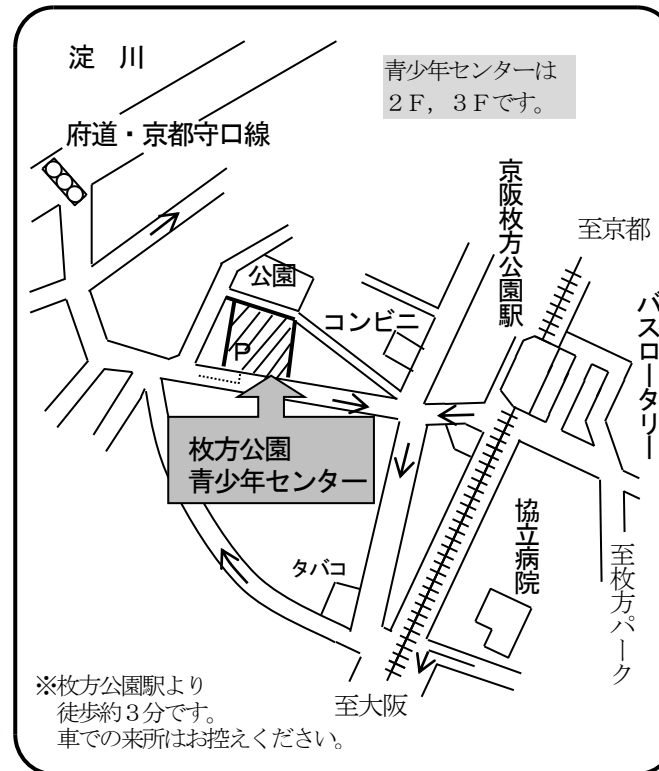 淀　川
青少年センターは
２Ｆ，３Ｆです。
府道・京都守口線
京阪枚方公園駅
至京都
バスロータリー
公園
コンビニ
P
枚方公園
青少年センター
協立病院
タバコ
至枚方パーク
※枚方公園駅より
徒歩約３分です。
車での来所はお控えください。
至大阪